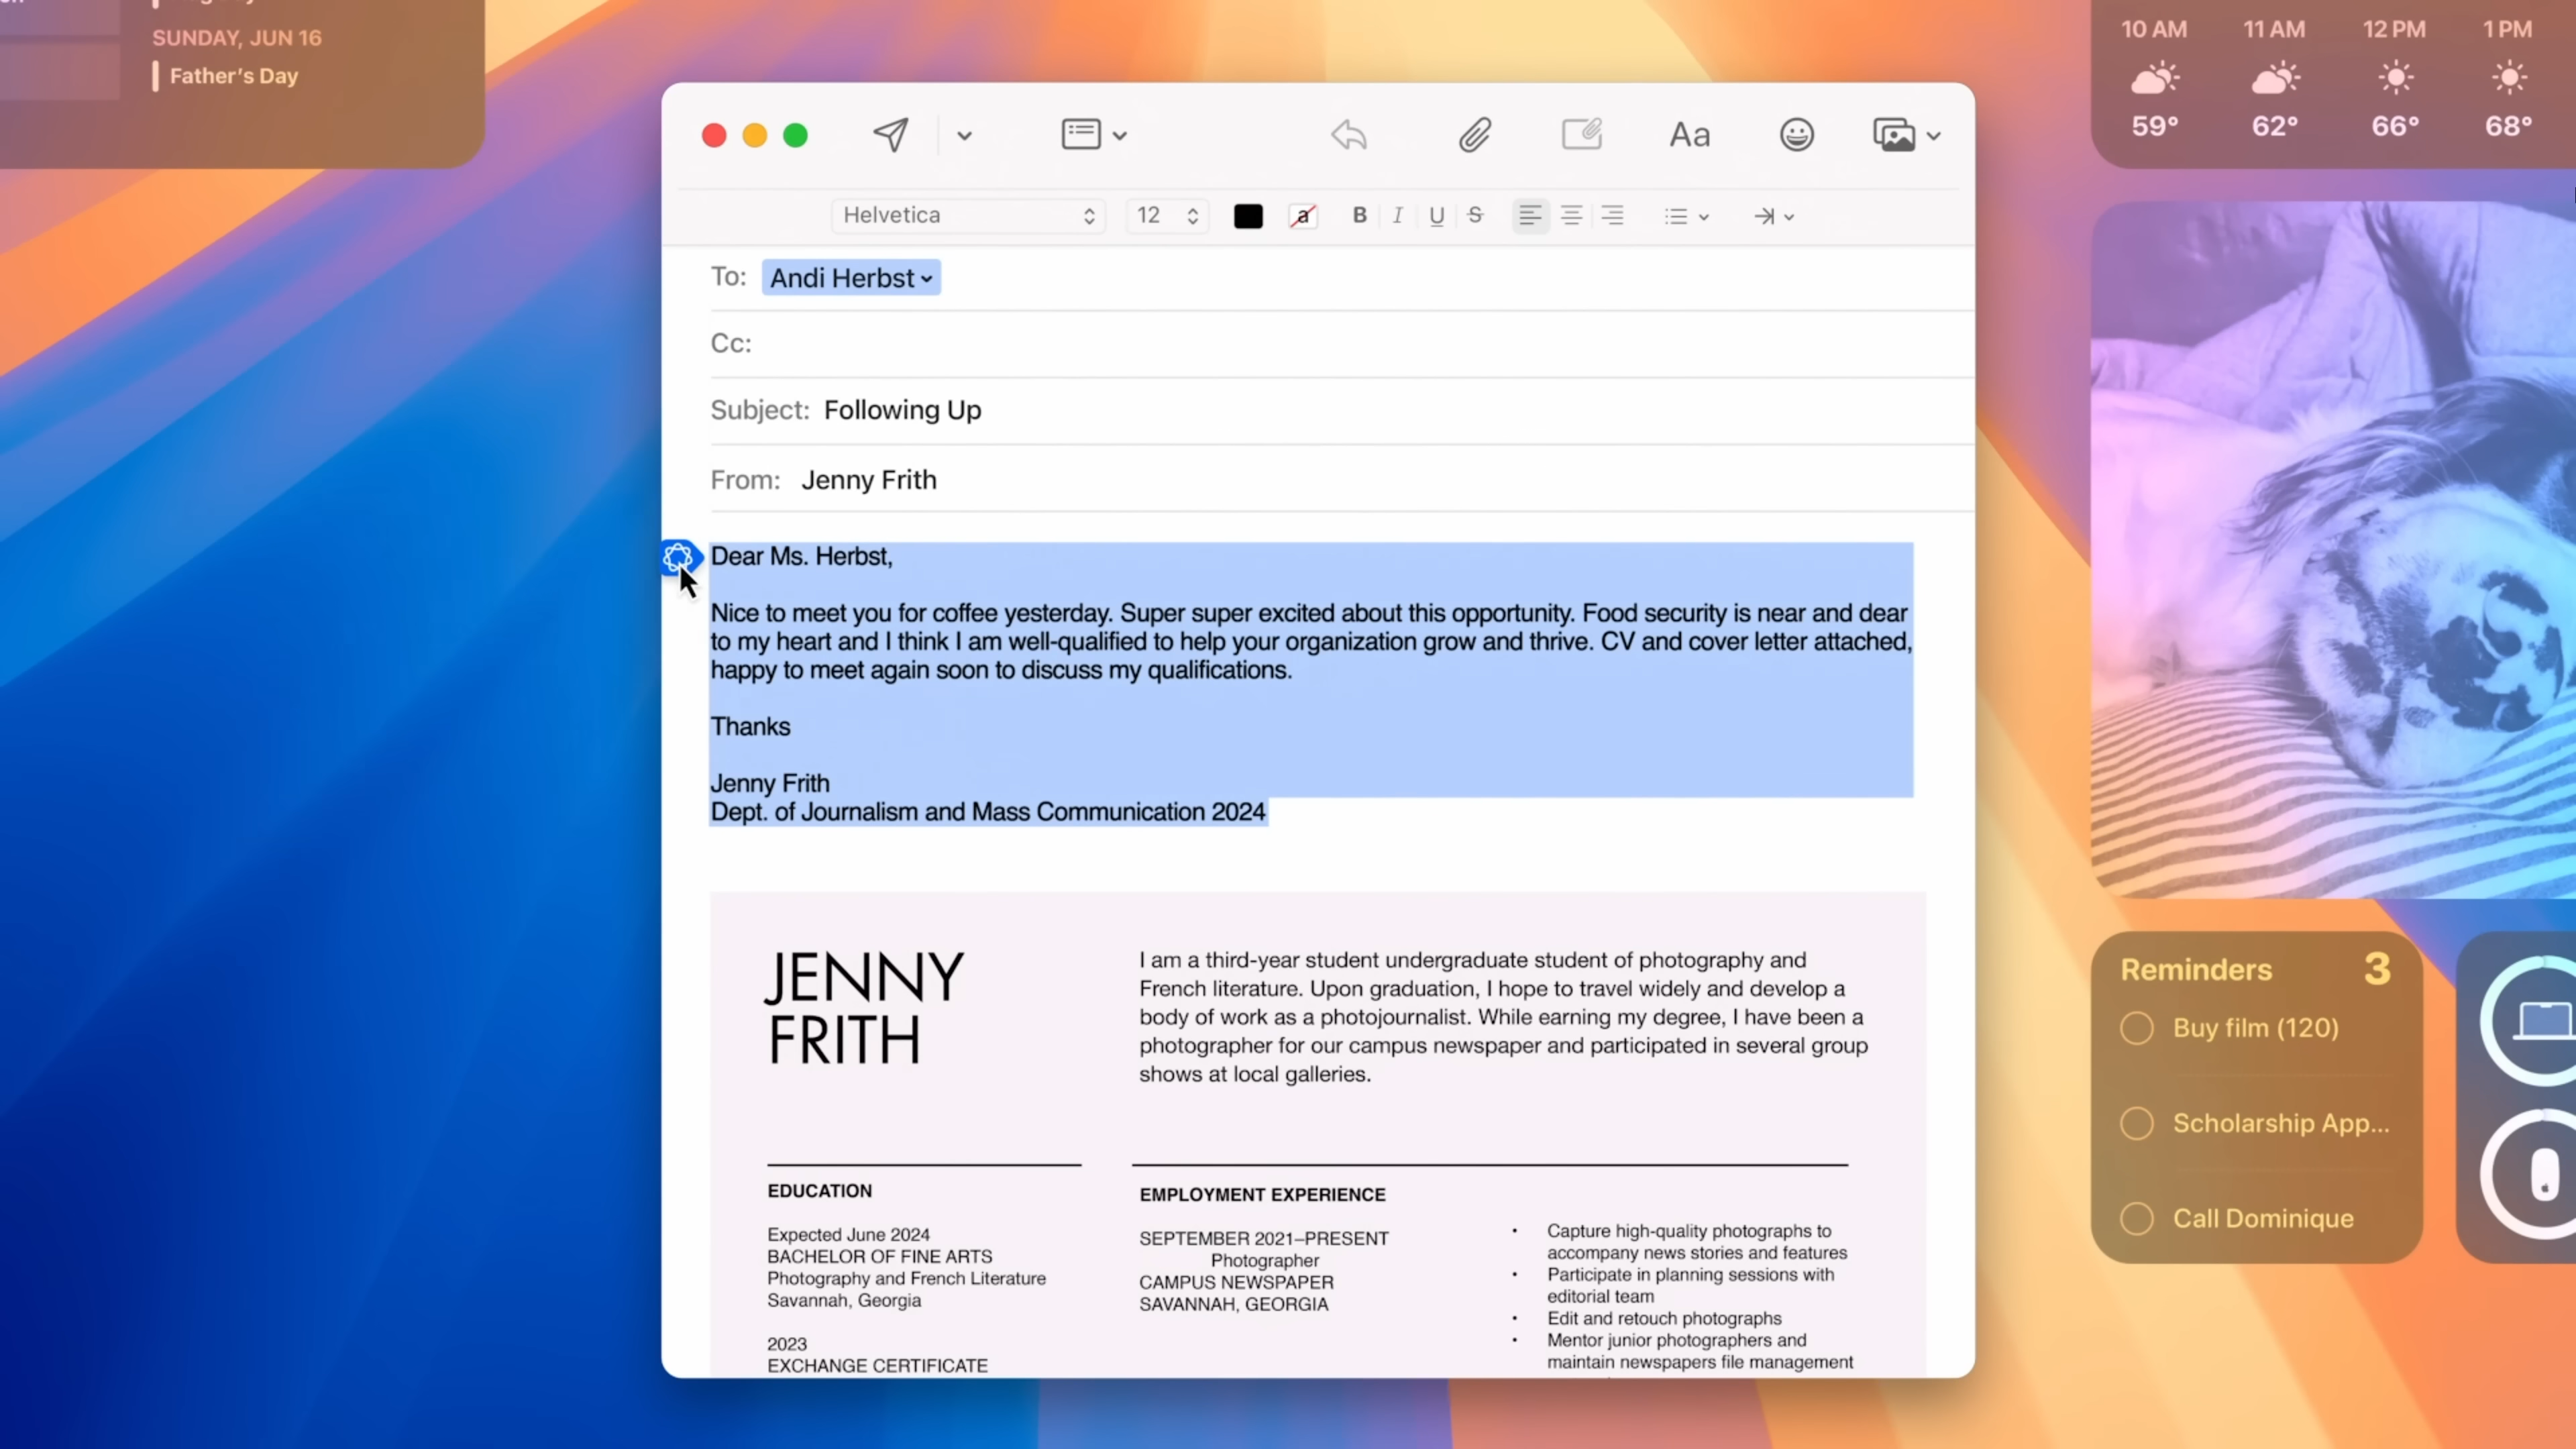 SUNDAY, JUN 16
Father's Day
10 AM 11 AM 12 PM 1 PM
59° 62° 66° 68°
Aa
Helvetica 12 a B I U S
To: Andi Herbst
Cc:
Subject: Following Up
From: Jenny Frith
Dear Ms. Herbst,
Nice to meet you for coffee yesterday. Super super excited about this opportunity. Food security is near and dear
to my heart and I think I am well-qualified to help your organization grow and thrive. CV and cover letter attached,
happy to meet again soon to discuss my qualifications.
Thanks
Jenny Frith
Dept. of Journalism and Mass Communication 2024
JENNY
FRITH
I am a third-year student undergraduate student of photography and
French literature. Upon graduation, I hope to travel widely and develop a
body of work as a photojournalist. While earning my degree, I have been a
photographer for our campus newspaper and participated in several group
shows at local galleries.
EDUCATION
Expected June 2024
BACHELOR OF FINE ARTS
Photography and French Literature
Savannah, Georgia
2023
EXCHANGE CERTIFICATE
EMPLOYMENT EXPERIENCE
SEPTEMBER 2021–PRESENT
Photographer
CAMPUS NEWSPAPER
SAVANNAH, GEORGIA
• Capture high-quality photographs to
accompany news stories and features
• Participate in planning sessions with
editorial team
• Edit and retouch photographs
• Mentor junior photographers and
maintain newspapers file management
Reminders 3
Buy film (120)
Scholarship App...
Call Dominique